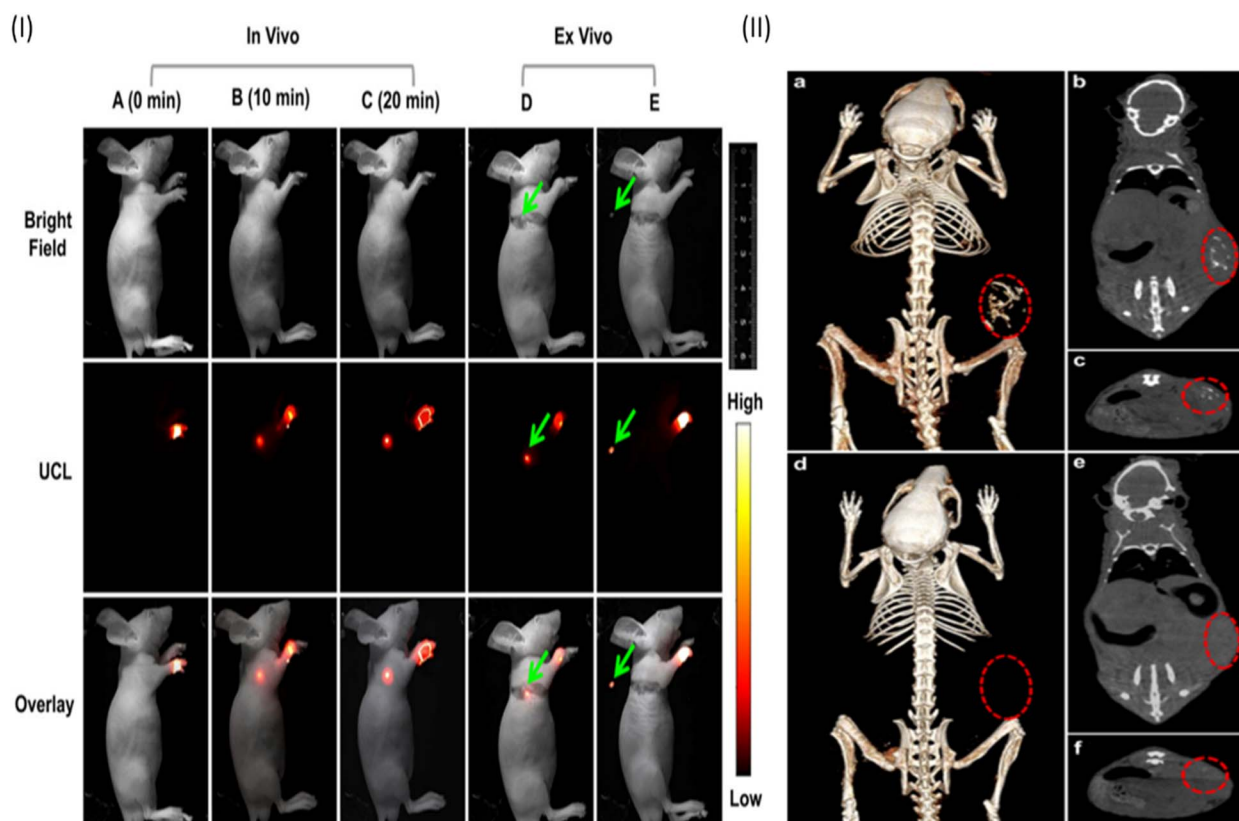 (I)
In Vivo
Ex Vivo
A (0 min)
B (10 min)
C (20 min)
D
E
Bright
Field
UCL
Overlay
High
Low
(II)
a
b
c
d
e
f